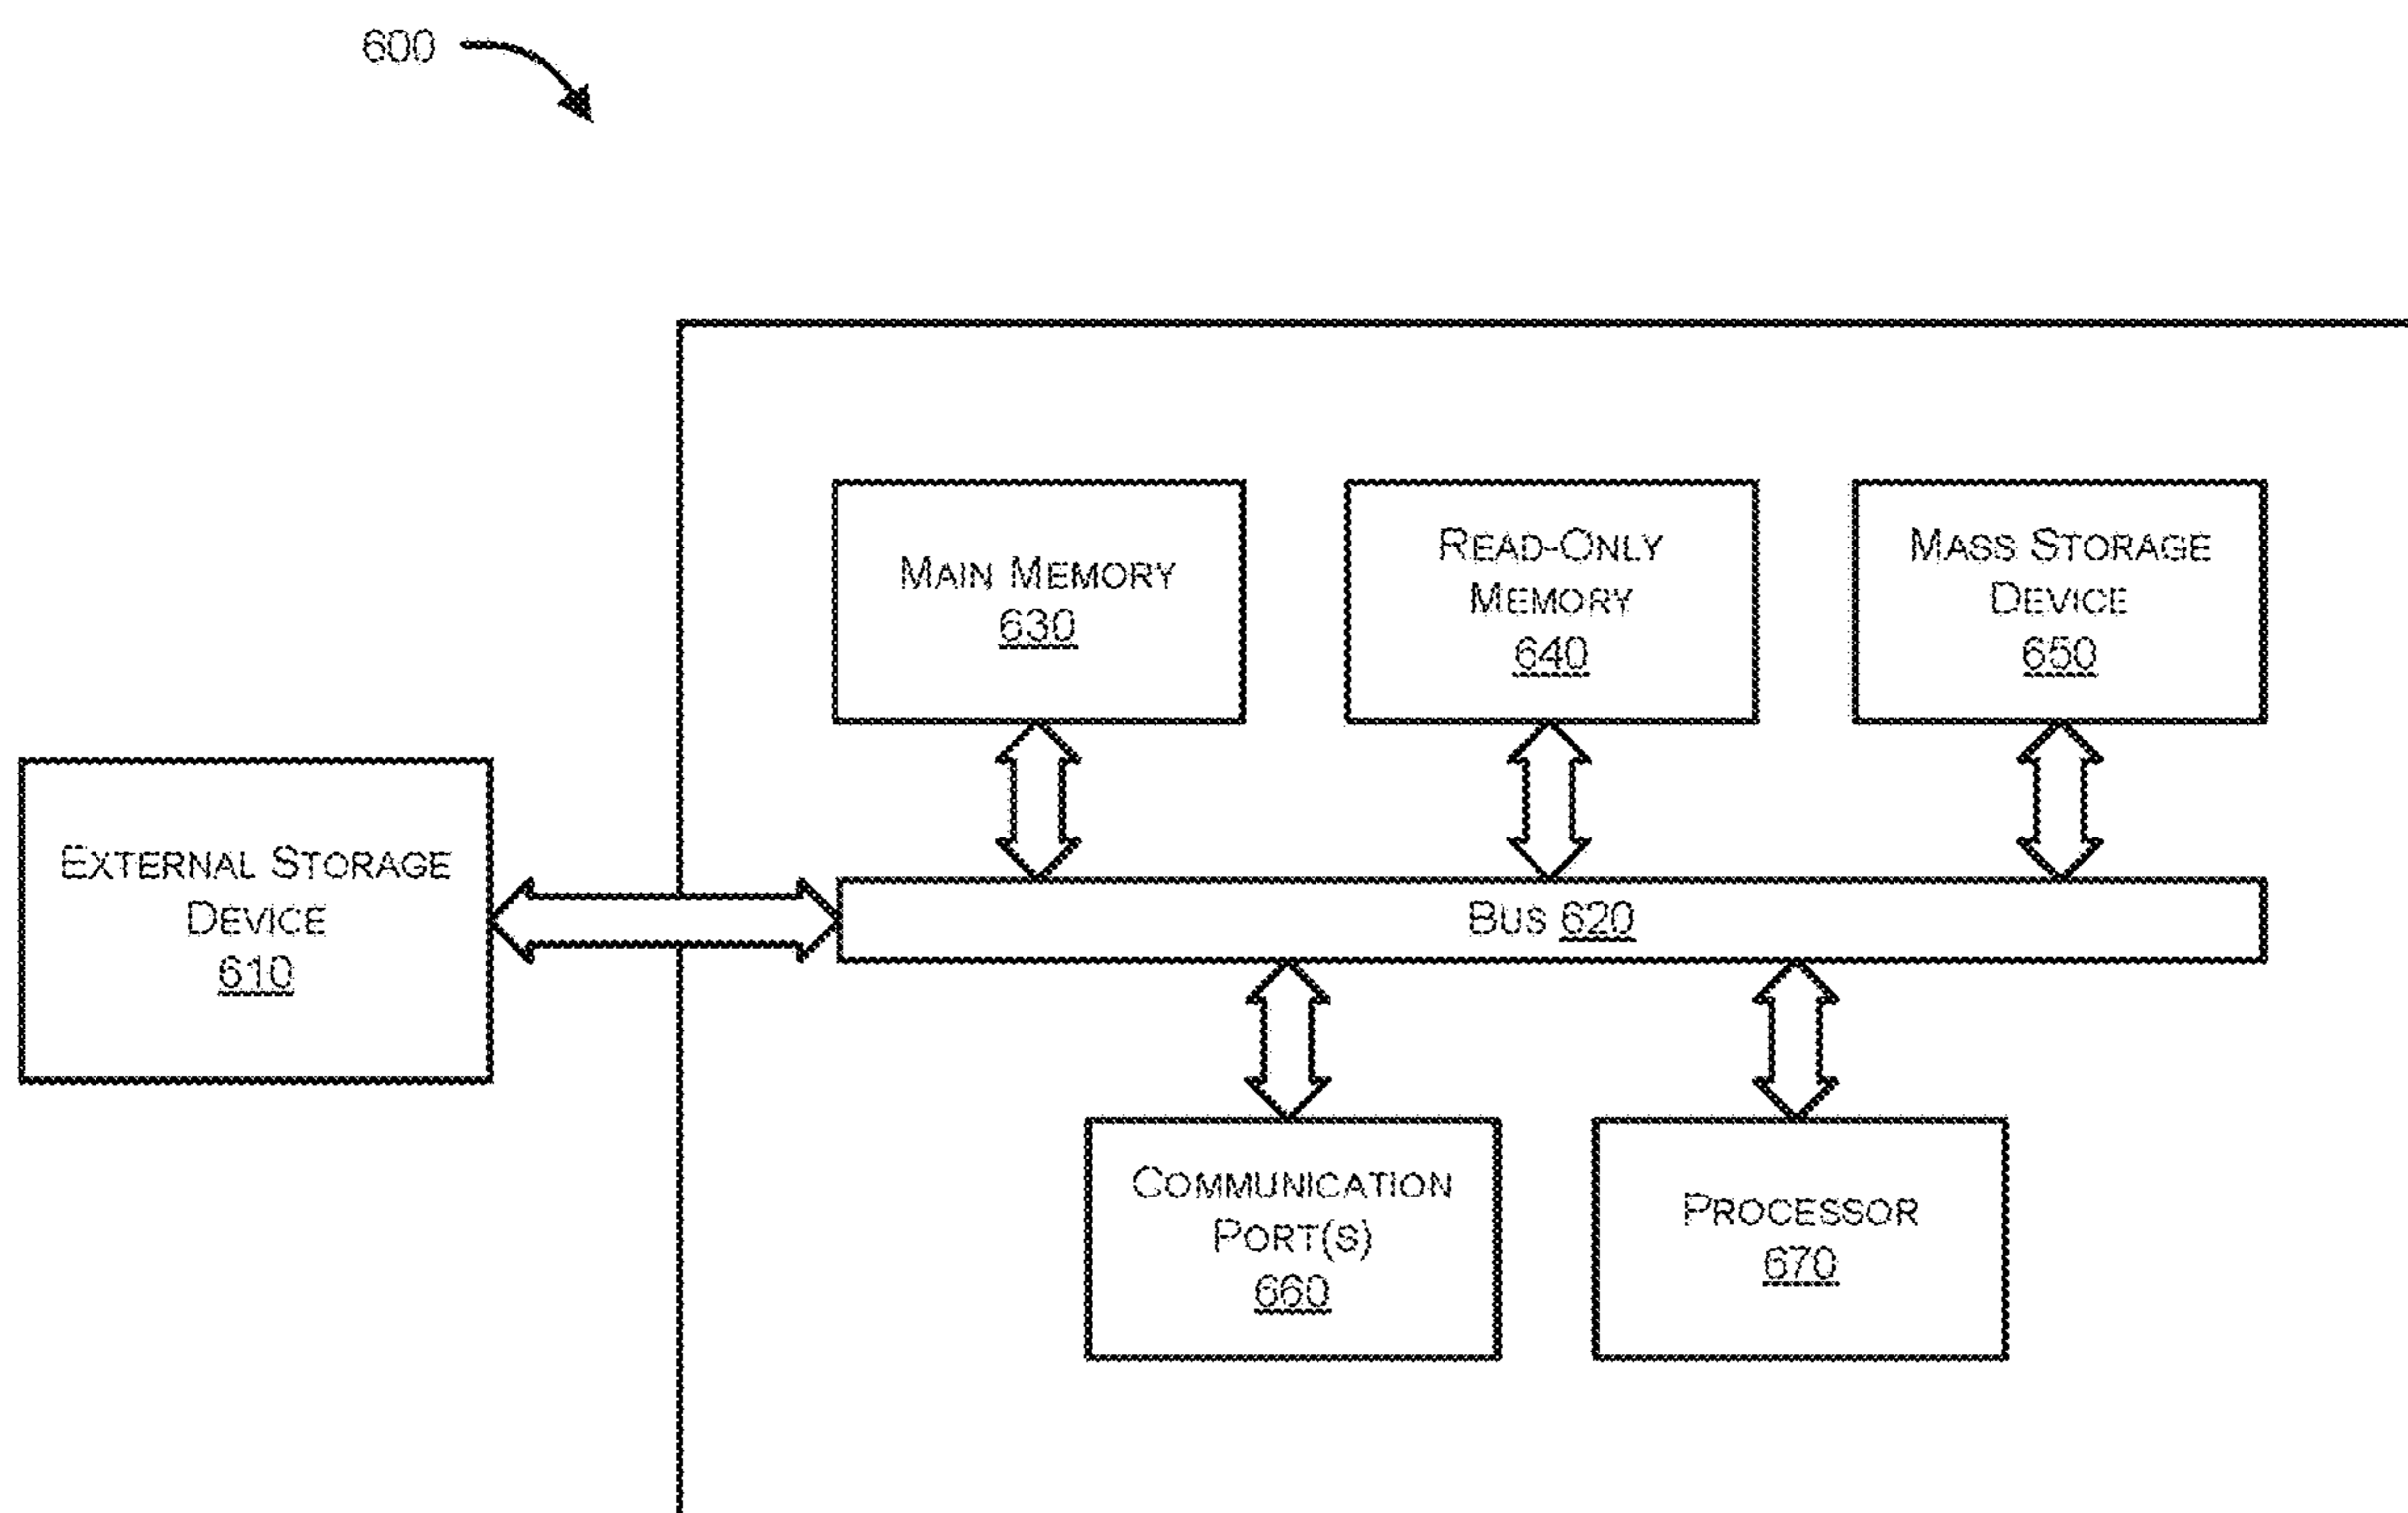 600
MAIN MEMORY
630
READ-ONLY
MEMORY
640
MASS STORAGE
DEVICE
650
EXTERNAL STORAGE
DEVICE
610
BUS 620
COMMUNICATION
PORT(S)
660
PROCESSOR
670